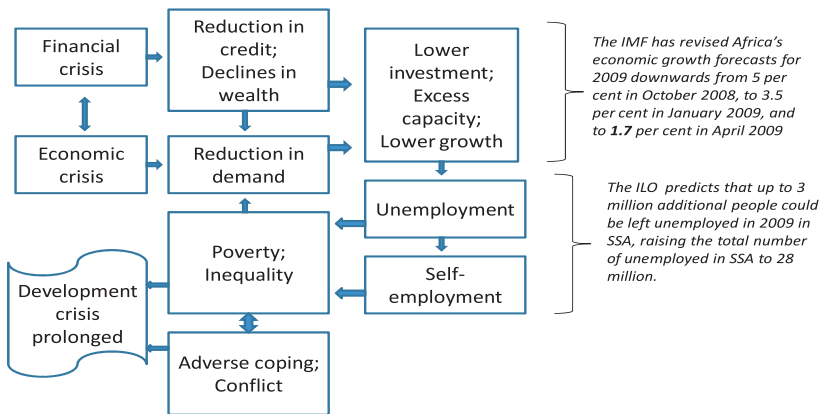 Financial
crisis
Reduction in
credit;
Declines in
wealth
Lower
investment;
Excess
capacity;
Lower growth
The IMF has revised Africa's
economic growth forecasts for
2009 downwards from 5 per
cent in October 2008, to 3.5
per cent in January 2009, and
to 1.7 per cent in April 2009
Economic
crisis
Reduction in
demand
Unemployment
The ILO predicts that up to 3
million additional people could
be left unemployed in 2009 in
SSA, raising the total number
of unemployed in SSA to 28
million.
Poverty;
Inequality
Self-
employment
Development
crisis
prolonged
Adverse coping;
Conflict